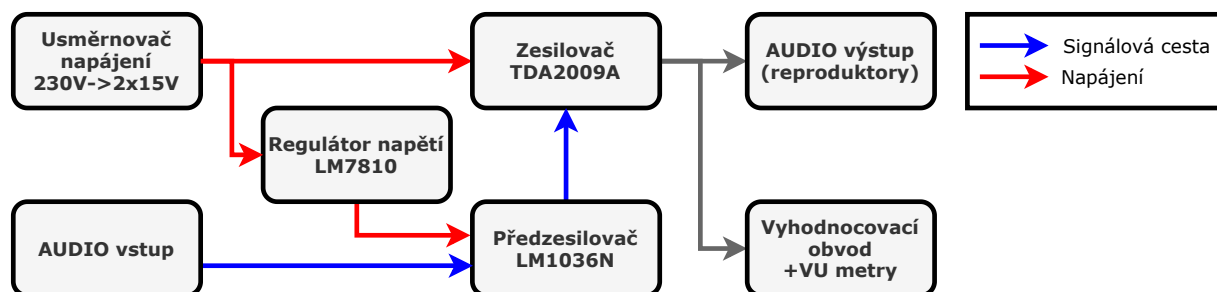 Usměrnovač
napájení
230V->2x15V
Zesilovač
TDA2009A
AUDIO výstup
(reproduktory)
Signálová cesta
Napájení
Regulátor napětí
LM7810
AUDIO vstup
Předzesilovač
LM1036N
Vyhodnocovací
obvod
+VU metry